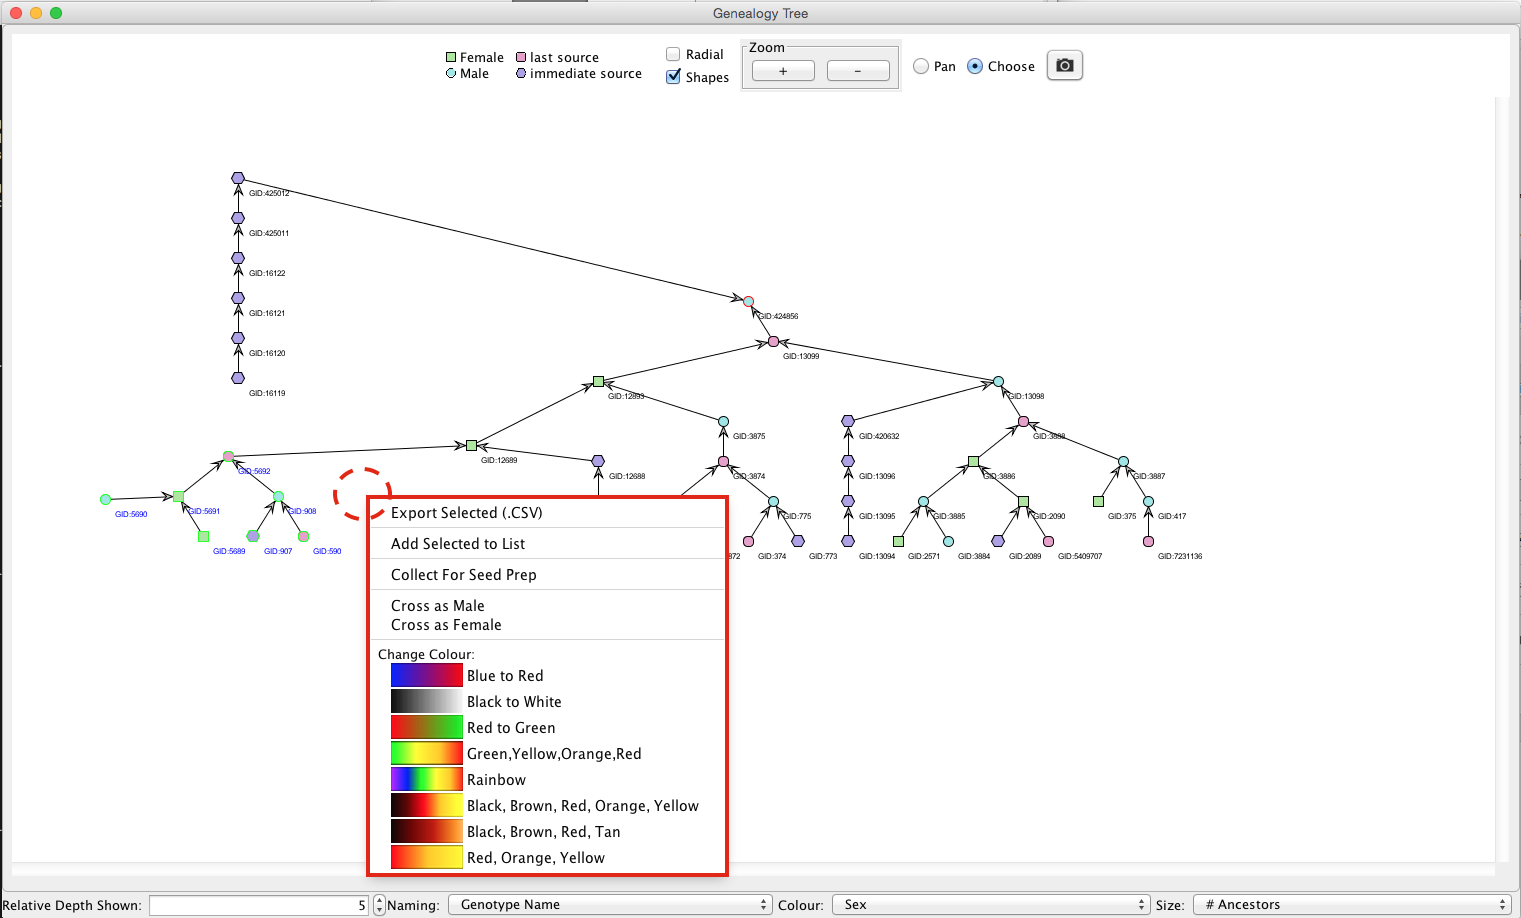 Genealogy Tree
Female last source
Male immediate source
Radial
Shapes
Zoom
+ -
Pan Choose
GID:425012
GID:425011
GID:16122
GID:16121
GID:424856
GID:16120
GID:13099
GID:16119
GID:12893
GID:13098
GID:3875
GID:420632
GID:3888
GID:12689
GID:5692
GID:12688
GID:3874
GID:13096
GID:3886
GID:3887
GID:5690
GID:5691
GID:908
GID:775
GID:13095
GID:3885
GID:2090
GID:375
GID:417
GID:5689
GID:907
GID:590
872
GID:374
GID:773
GID:13094
GID:2571
GID:3884
GID:2089
GID:5409707
GID:7231136
Export Selected (.CSV)
Add Selected to List
Collect For Seed Prep
Cross as Male
Cross as Female
Change Colour:
Blue to Red
Black to White
Red to Green
Green,Yellow,Orange,Red
Rainbow
Black, Brown, Red, Orange, Yellow
Black, Brown, Red, Tan
Red, Orange, Yellow
Relative Depth Shown: 5 Naming: Genotype Name Colour: Sex Size: # Ancestors